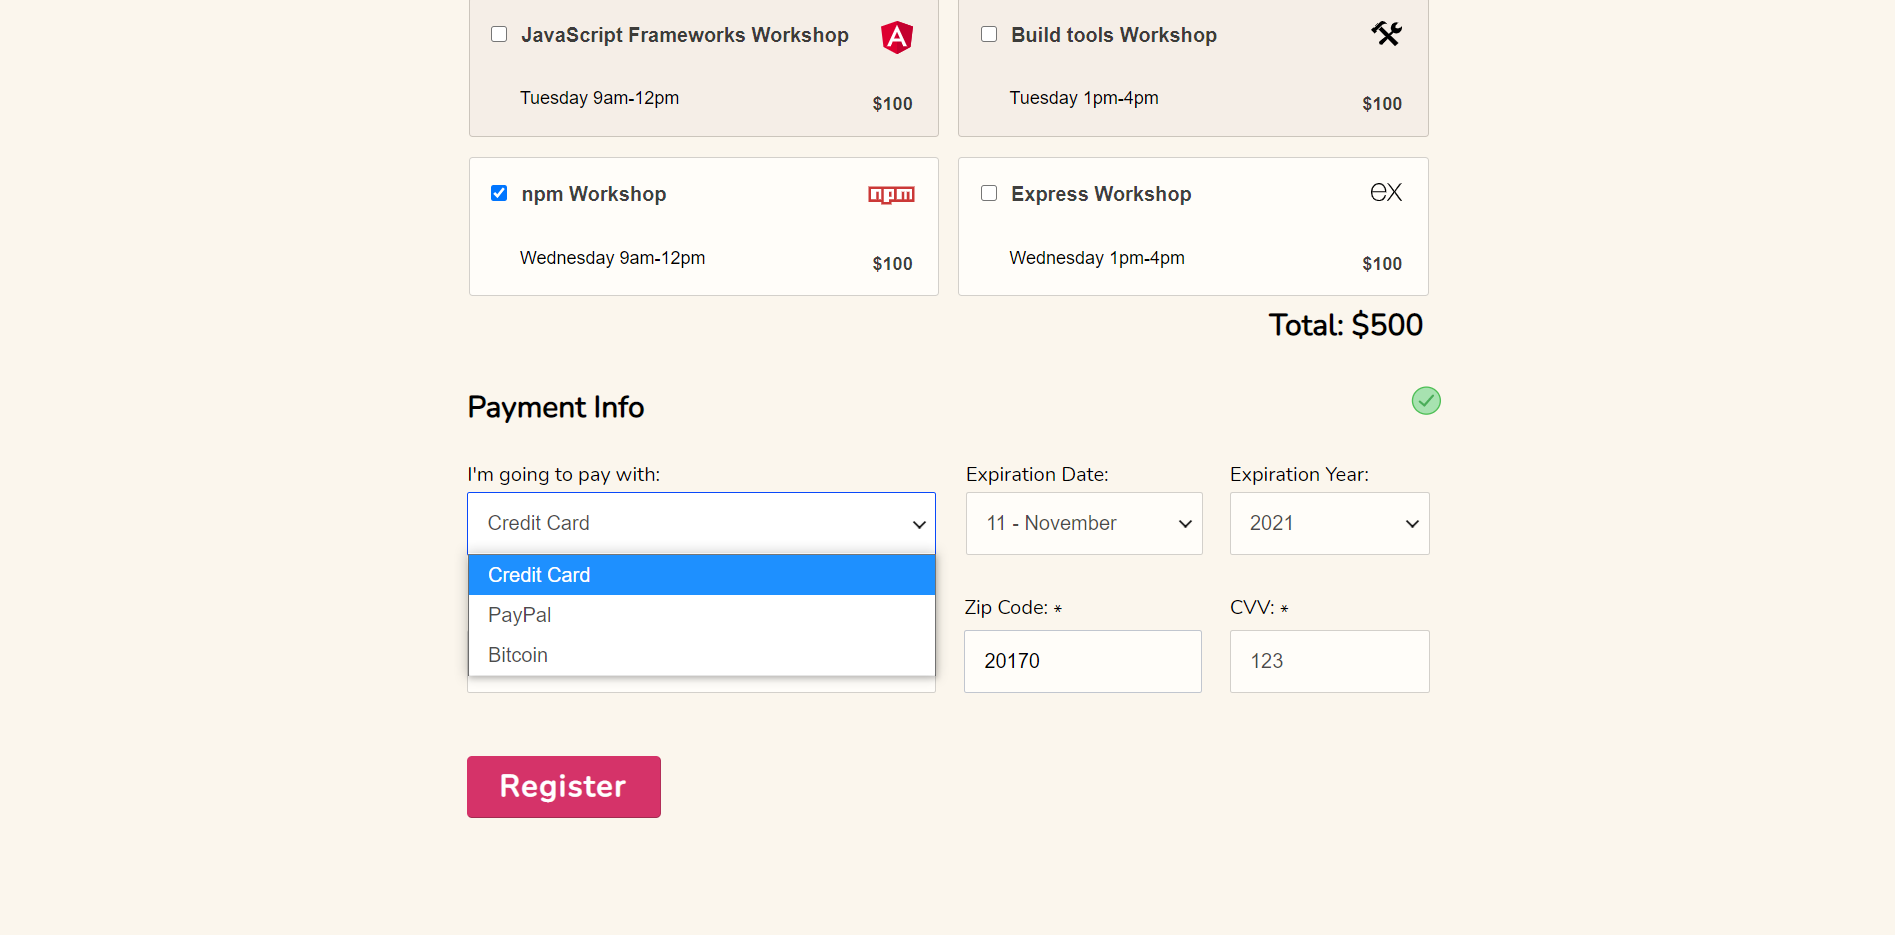 JavaScript Frameworks Workshop
Tuesday 9am-12pm
$100
Build tools Workshop
Tuesday 1pm-4pm
$100
npm Workshop
npm
Wednesday 9am-12pm
$100
Express Workshop
ex
Wednesday 1pm-4pm
$100
Total: $500
Payment Info
I'm going to pay with:
Expiration Date:
Expiration Year:
Credit Card
11 - November
2021
Credit Card
PayPal
Bitcoin
Zip Code: *
CVV: *
20170
123
Register